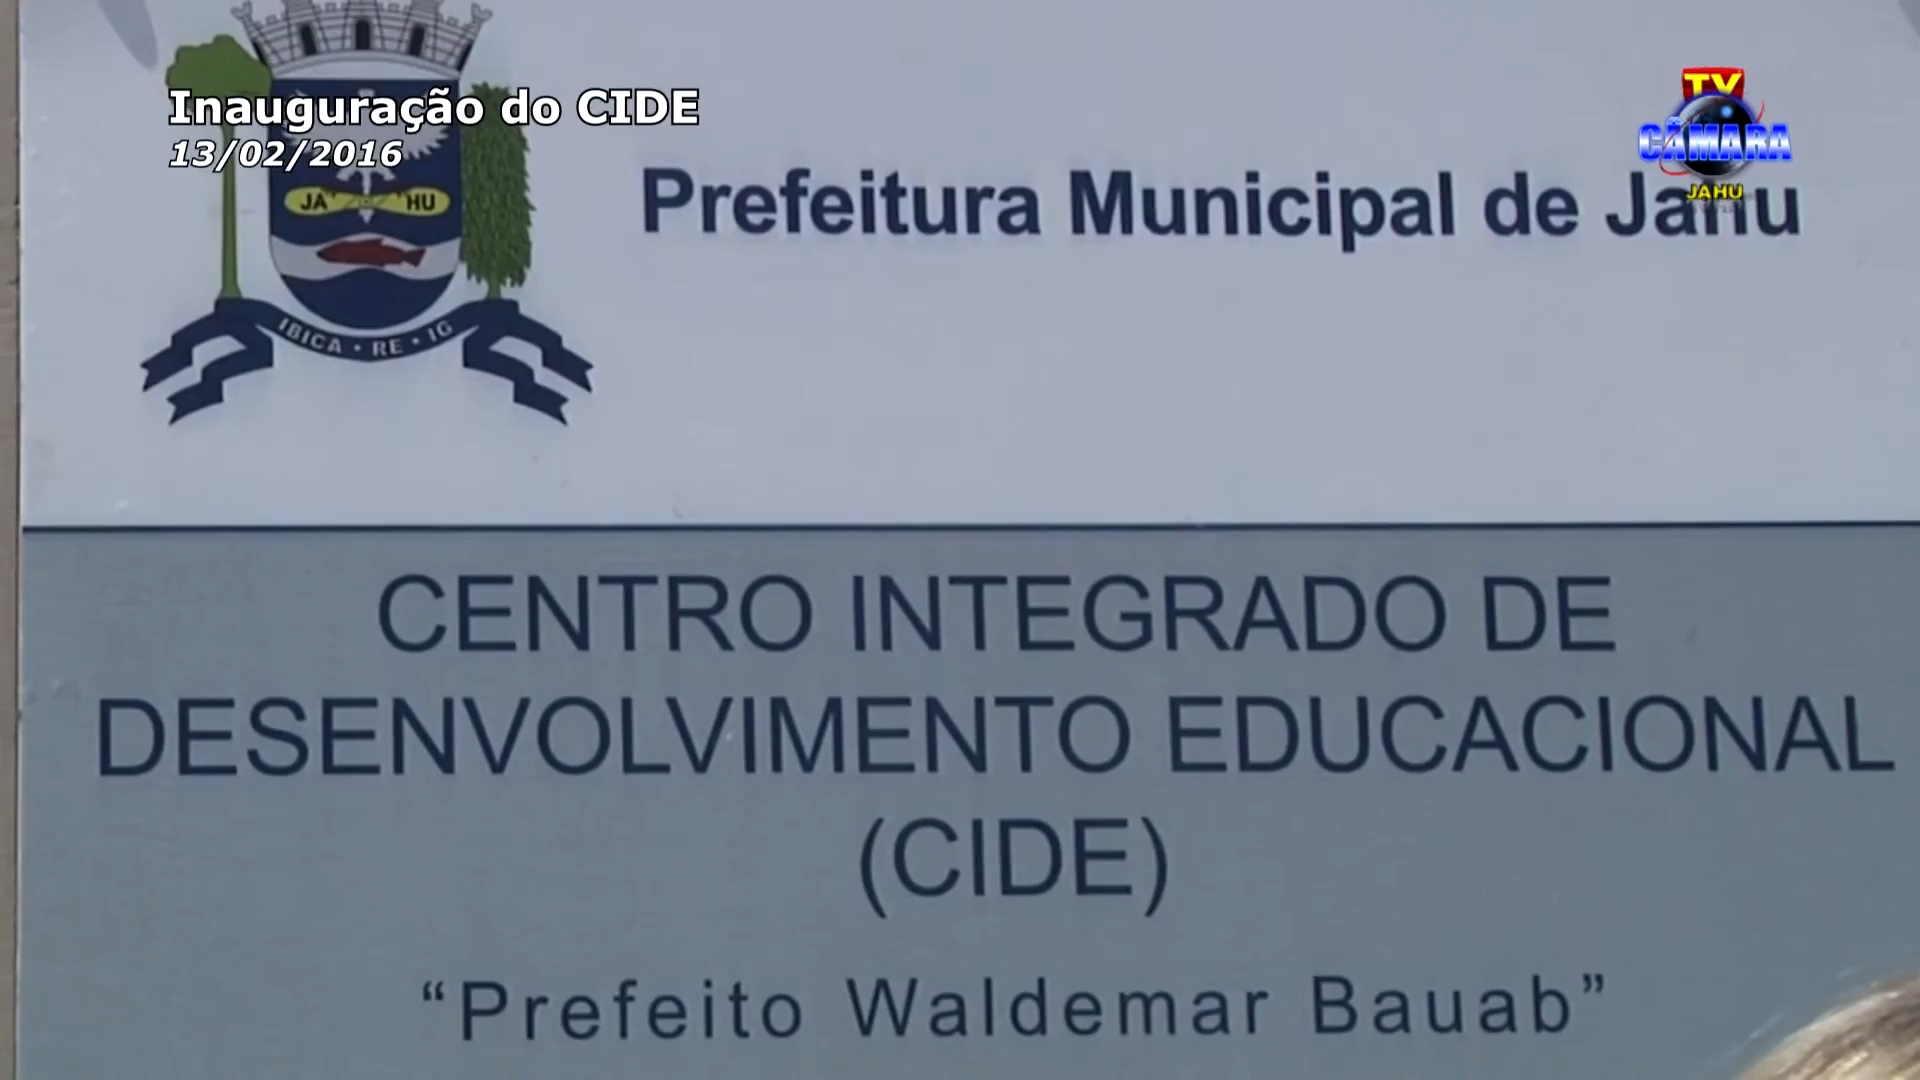 Inauguração do CIDE
13/02/2016
TV
CÂMARA
JAHU
JA HU
IBICA • RE • IG
Prefeitura Municipal de Jahu
CENTRO INTEGRADO DE
DESENVOLVIMENTO EDUCACIONAL
(CIDE)
“Prefeito Waldemar Bauab”